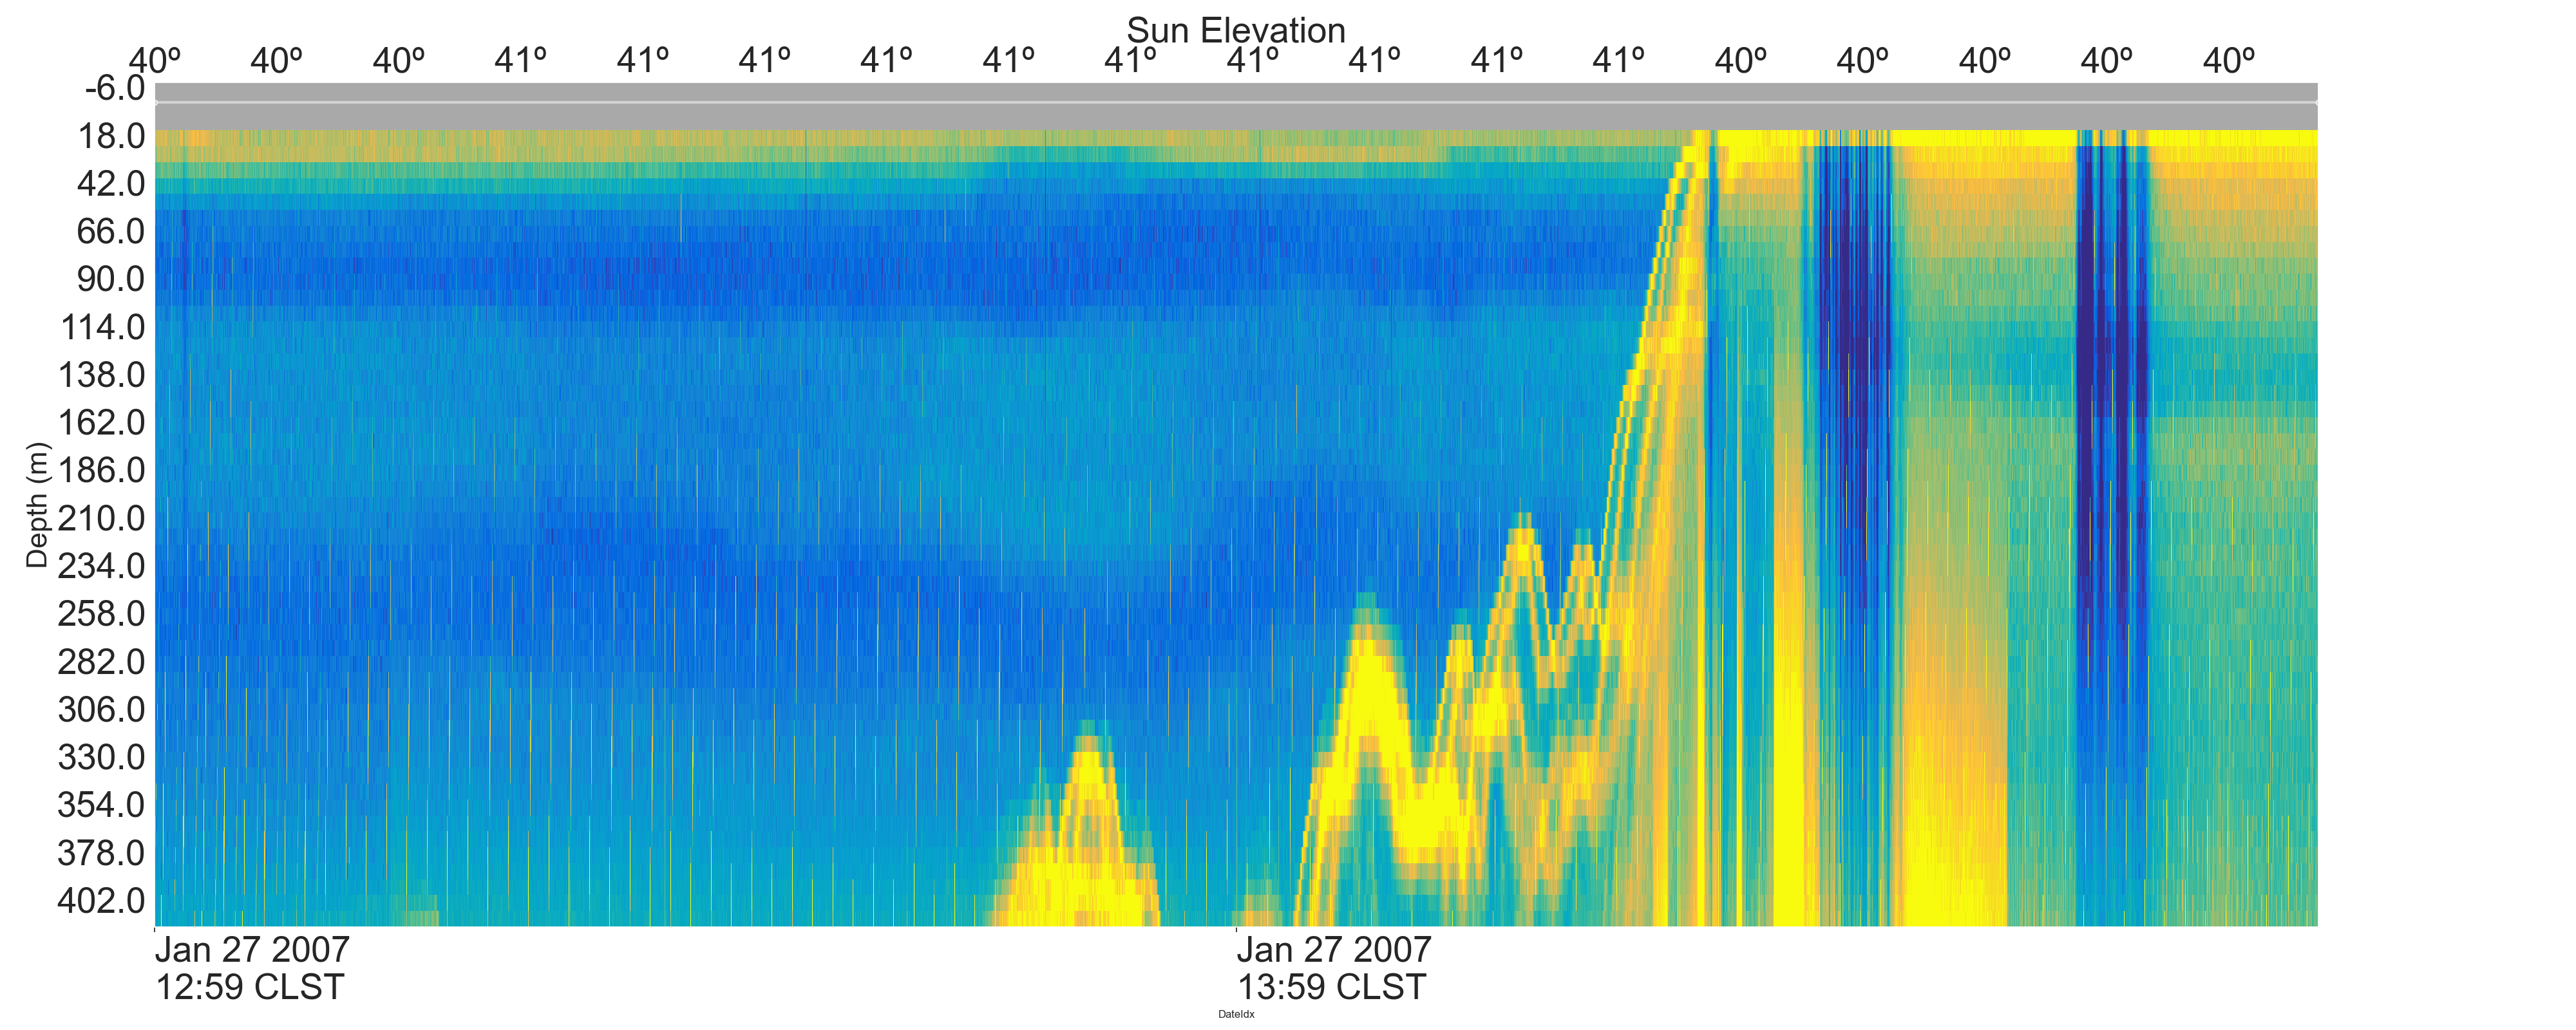 Sun Elevation
40º 40º 40º 41º 41º 41º 41º 41º 41º 41º 41º 41º 41º 40º 40º 40º 40º 40º
-6.0
18.0
42.0
66.0
90.0
114.0
138.0
162.0
186.0
210.0
234.0
258.0
282.0
306.0
330.0
354.0
378.0
402.0
Depth (m)
Jan 27 2007
12:59 CLST
Jan 27 2007
13:59 CLST
DateIdx